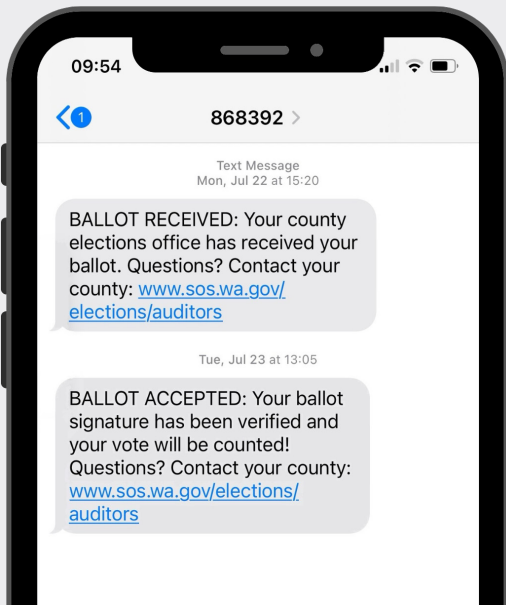 09:54
1
868392
Text Message
Mon, Jul 22 at 15:20
BALLOT RECEIVED: Your county
elections office has received your
ballot. Questions? Contact your
county: www.sos.wa.gov/
elections/auditors
Tue, Jul 23 at 13:05
BALLOT ACCEPTED: Your ballot
signature has been verified and
your vote will be counted!
Questions? Contact your county:
www.sos.wa.gov/elections/
auditors